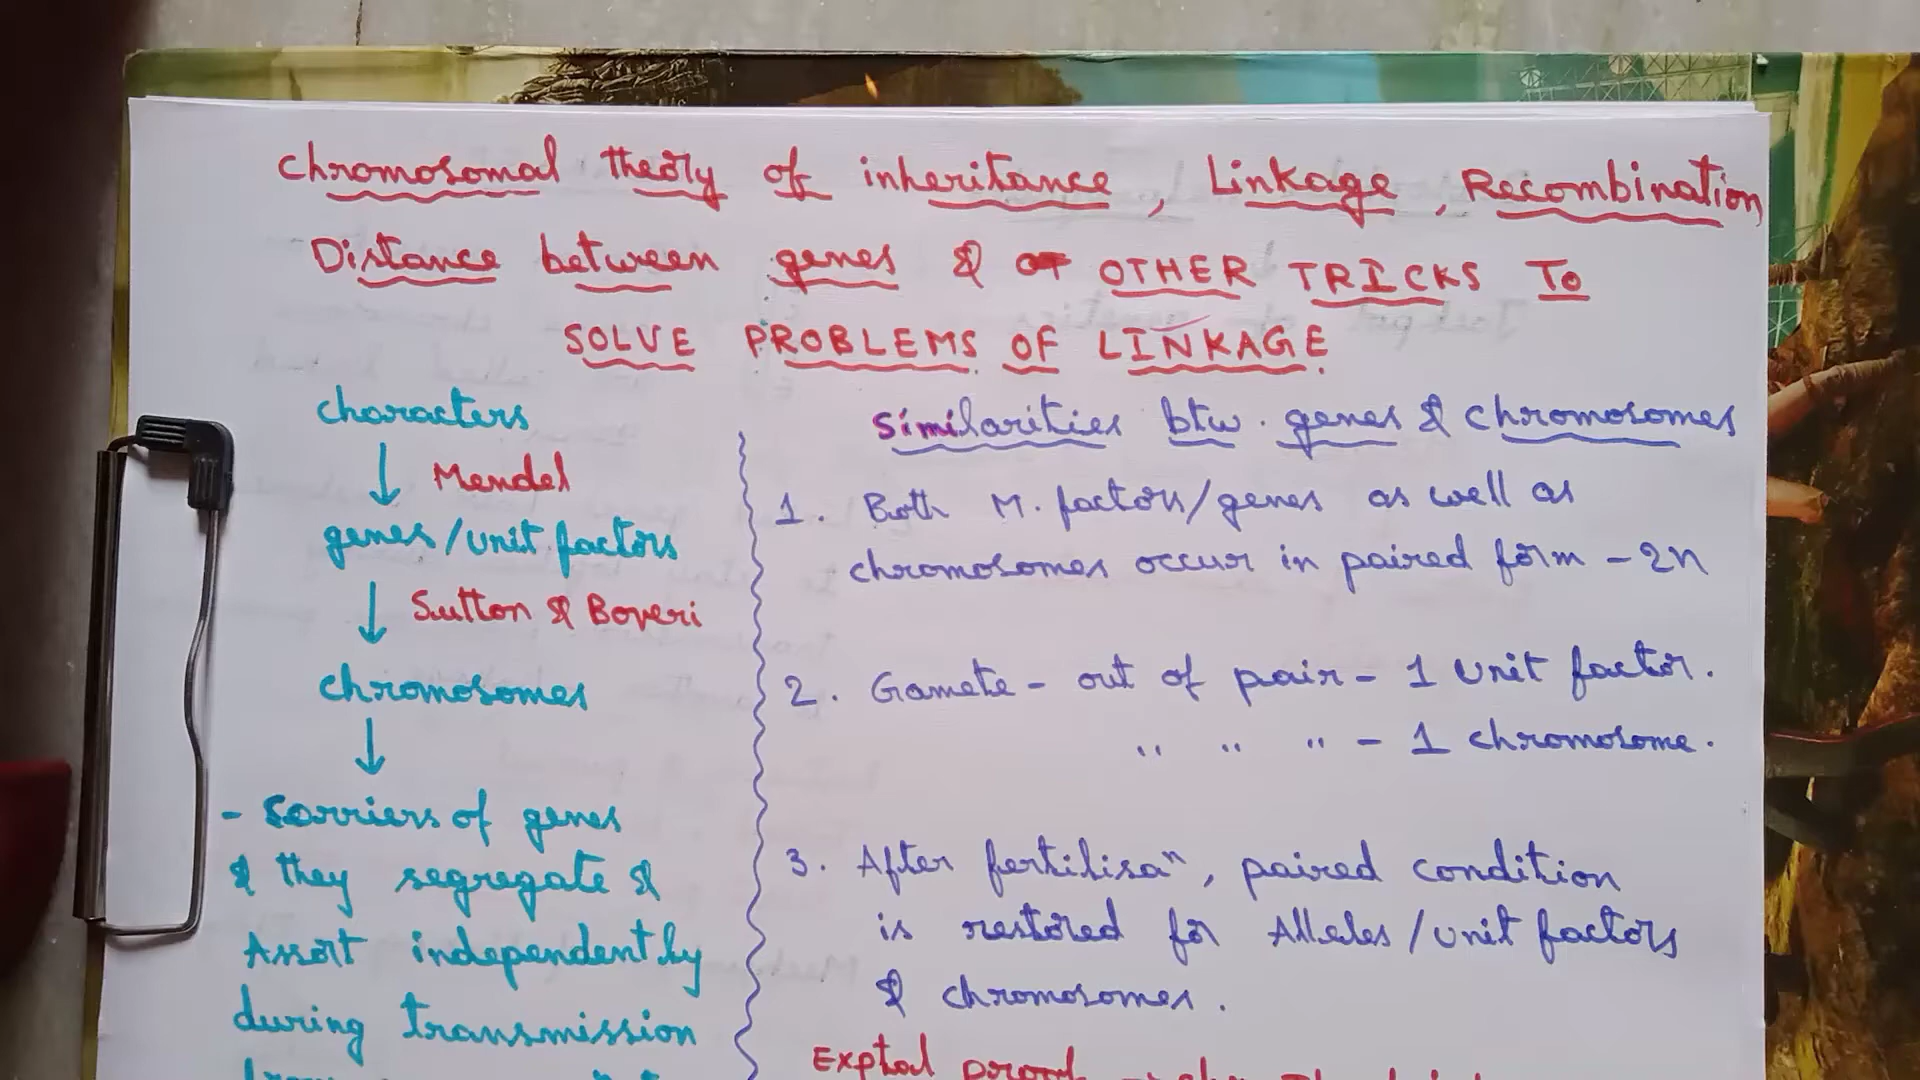 Chromosomal theory of inheritance, Linkage, Recombination,
Distance between genes & OTHER TRICKS TO
SOLVE PROBLEMS OF LINKAGE.
Characters
Mendel
genes/unit factors
Sutton & Boveri
chromosomes
- Carriers of genes
& they segregate &
Assort independently
during transmission
Similarities btw. genes & chromosomes
1. Both M. factors/genes as well as
chromosomes occur in paired form - 2n
2. Gamete - out of pair - 1 unit factor.
" " " - 1 chromosome.
3. After fertilisaⁿ, paired condition
is restored for Alleles/unit factors
& chromosomes.
Exptal proof